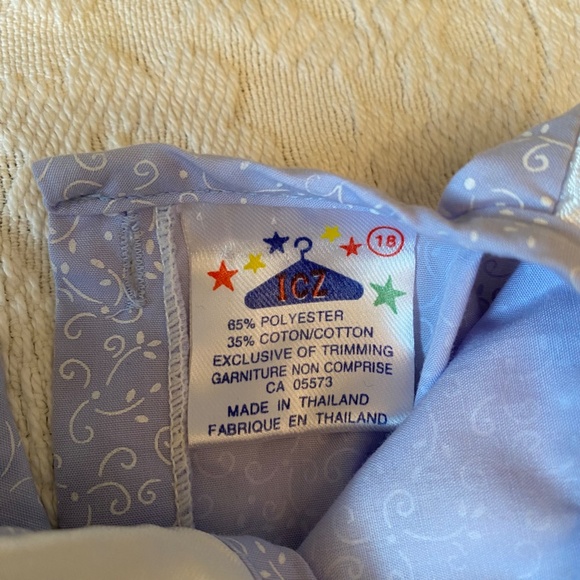 18
ICZ
65% POLYESTER
35% COTON/COTTON
EXCLUSIVE OF TRIMMING
GARNITURE NON COMPRISE
CA 05573
MADE IN THAILAND
FABRIQUE EN THAILAND